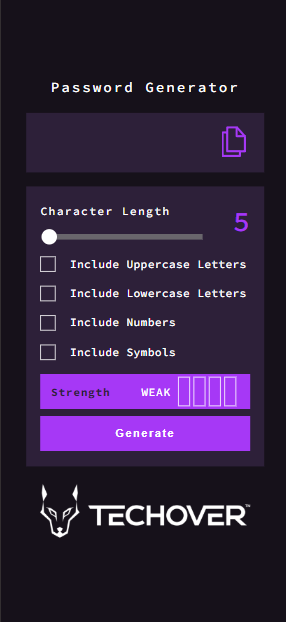 Password Generator
Character Length
5
Include Uppercase Letters
Include Lowercase Letters
Include Numbers
Include Symbols
Strength WEAK
Generate
TECHOVER™